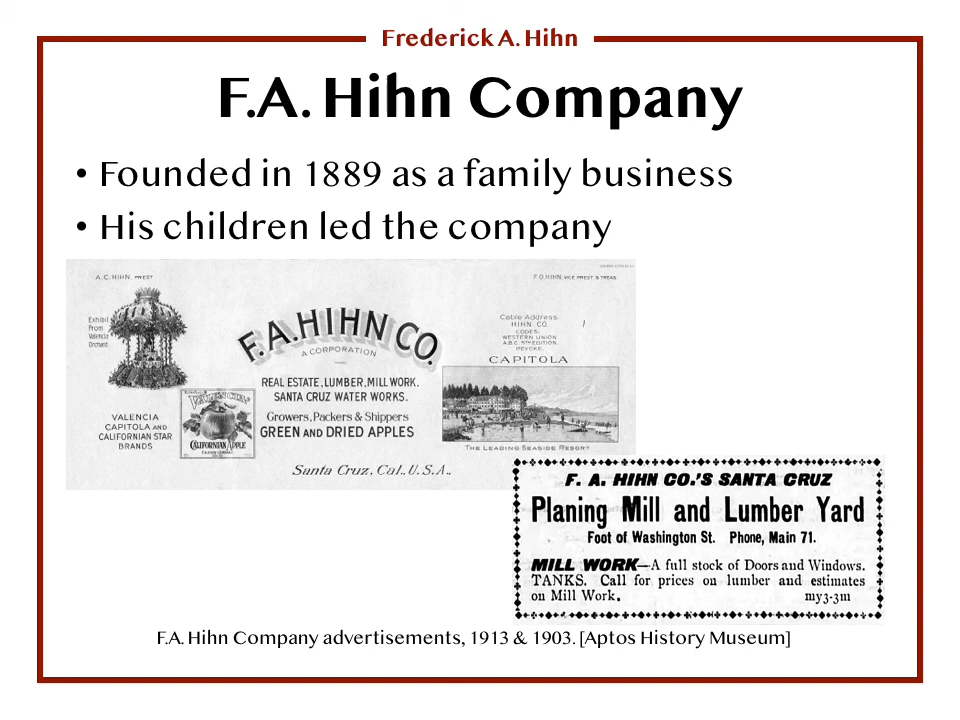 Frederick A. Hihn
F.A. Hihn Company
• Founded in 1889 as a family business
• His children led the company
A.C. HIHN, PREST
F.O. HIHN, VICE PREST & TREAS.
Exhibit
From
Valencia
Orchard
F.A. HIHN CO.
A CORPORATION
Cable Address.
HIHN CO.
CODES:
WESTERN UNION
A.B.C. 5TH EDITION.
CAPITOLA
REAL ESTATE, LUMBER, MILL WORK.
SANTA CRUZ WATER WORKS.
Growers, Packers & Shippers
GREEN AND DRIED APPLES
VALENCIA
CAPITOLA AND
CALIFORNIAN STAR
BRANDS
CALIFORNIAN APPLE
THE LEADING SEASIDE RESORT
Santa Cruz, Cal., U.S.A.,
F. A. HIHN CO.'S SANTA CRUZ
Planing Mill and Lumber Yard
Foot of Washington St. Phone, Main 71.
MILL WORK—A full stock of Doors and Windows.
TANKS. Call for prices on lumber and estimates
on Mill Work. my3-3m
F.A. Hihn Company advertisements, 1913 & 1903. [Aptos History Museum]